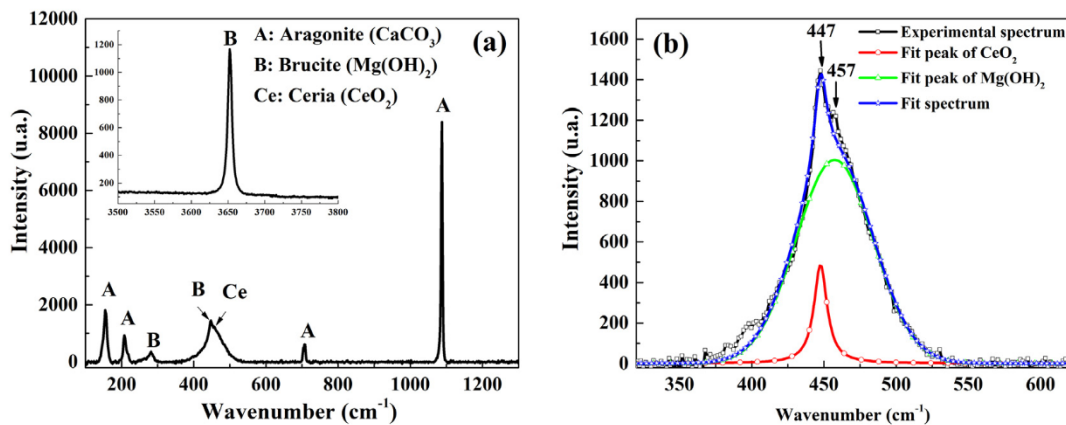 12000
10000
8000
6000
4000
2000
0
Intensity (u.a.)
200 400 600 800 1000 1200
Wavenumber (cm⁻¹)
(a)
A: Aragonite (CaCO₃)
B: Brucite (Mg(OH)₂)
Ce: Ceria (CeO₂)
1200
1000
800
600
400
200
3500 3550 3600 3650 3700 3750 3800
B
A
A
A
B
B
Ce
A
1600
1400
1200
1000
800
600
400
200
0
Intensity (u.a.)
350 400 450 500 550 600
Wavenumber (cm⁻¹)
(b)
447
457
Experimental spectrum
Fit peak of CeO₂
Fit peak of Mg(OH)₂
Fit spectrum